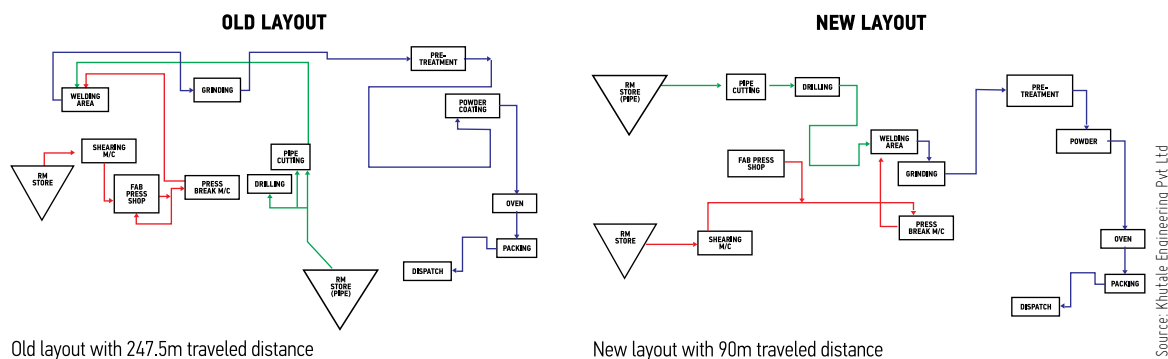 OLD LAYOUT
WELDING
AREA
GRINDING
PRE-
TREATMENT
POWDER
COATING
SHEARING
M/C
RM
STORE
FAB
PRESS
SHOP
PRESS
BREAK M/C
PIPE
CUTTING
DRILLING
OVEN
PACKING
DISPATCH
RM
STORE
(PIPE)
Old layout with 247.5m traveled distance
NEW LAYOUT
RM
STORE
(PIPE)
PIPE
CUTTING
DRILLING
PRE-
TREATMENT
WELDING
AREA
POWDER
FAB PRESS
SHOP
GRINDING
RM
STORE
SHEARING
M/C
PRESS
BREAK M/C
OVEN
PACKING
DISPATCH
New layout with 90m traveled distance
Source: Khutale Engineering Pvt Ltd